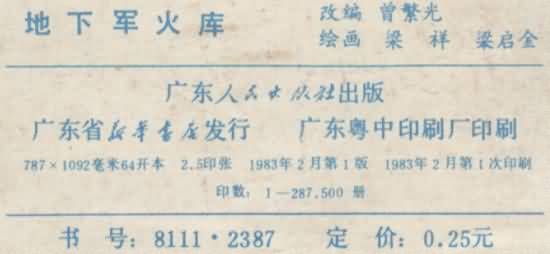 地下军火库
改编 曾繁光
绘画 梁祥 梁启金
广东人民出版社出版
广东省新华书店发行 广东粤中印刷厂印刷
787×1092毫米64开本 2.5印张 1983年2月第1版 1983年2月第1次印刷
印数: 1—287,500 册
书号: 8111·2387 定价: 0.25元